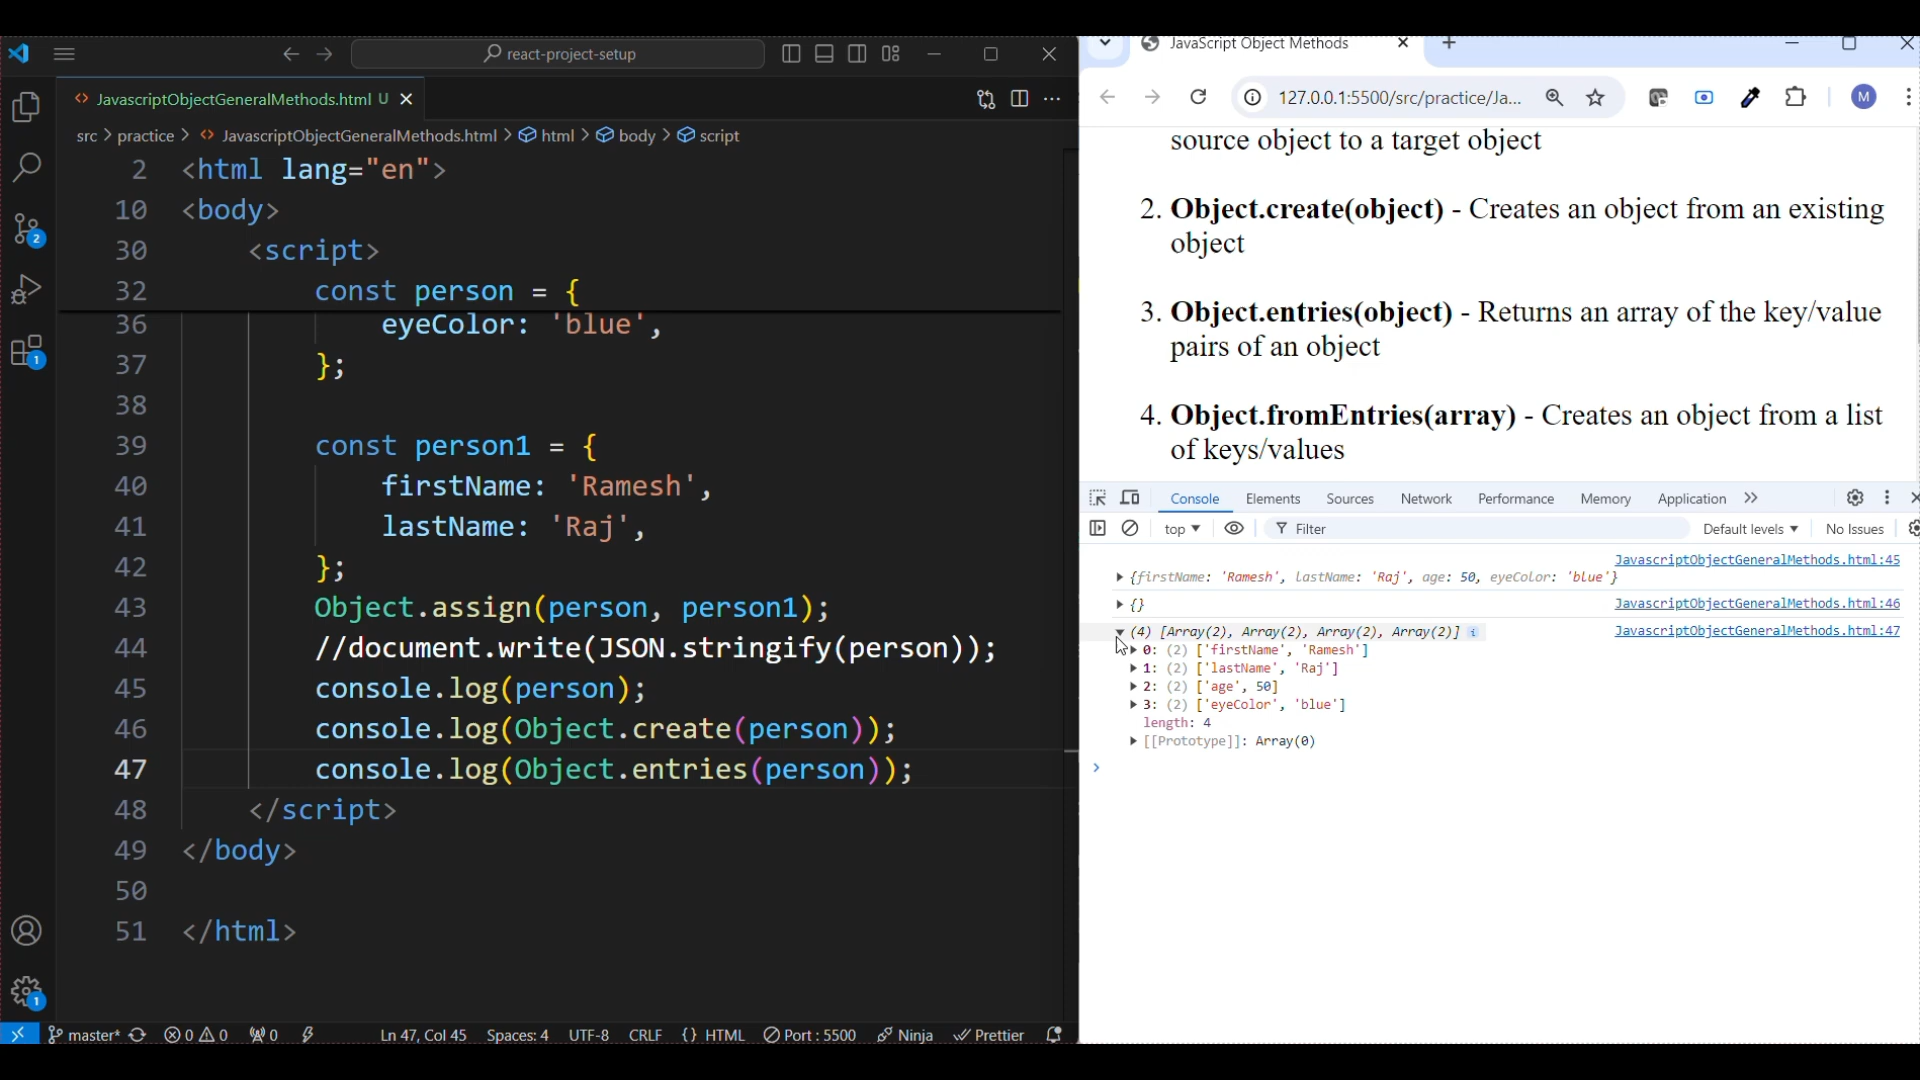 react-project-setup
JavascriptObjectGeneralMethods.html U
src > practice > JavascriptObjectGeneralMethods.html > html > body > script
2 <html lang="en">
10 <body>
30 <script>
32 const person = {
36 eyeColor: 'blue',
37 };
38
39 const person1 = {
40 firstName: 'Ramesh',
41 lastName: 'Raj',
42 };
43 Object.assign(person, person1);
44 //document.write(JSON.stringify(person));
45 console.log(person);
46 console.log(Object.create(person));
47 console.log(Object.entries(person));
48 </script>
49 </body>
50
51 </html>
2
1
1
master* 0 0 0 Ln 47, Col 45 Spaces: 4 UTF-8 CRLF {} HTML Port : 5500 Ninja Prettier
JavaScript Object Methods
127.0.0.1:5500/src/practice/Ja... M
source object to a target object
2. Object.create(object) - Creates an object from an existing
object
3. Object.entries(object) - Returns an array of the key/value
pairs of an object
4. Object.fromEntries(array) - Creates an object from a list
of keys/values
Console Elements Sources Network Performance Memory Application
top Filter Default levels No Issues
JavascriptObjectGeneralMethods.html:45
{firstName: 'Ramesh', lastName: 'Raj', age: 50, eyeColor: 'blue'}
{} JavascriptObjectGeneralMethods.html:46
(4) [Array(2), Array(2), Array(2), Array(2)] i JavascriptObjectGeneralMethods.html:47
0: (2) ['firstName', 'Ramesh']
1: (2) ['lastName', 'Raj']
2: (2) ['age', 50]
3: (2) ['eyeColor', 'blue']
length: 4
[[Prototype]]: Array(0)